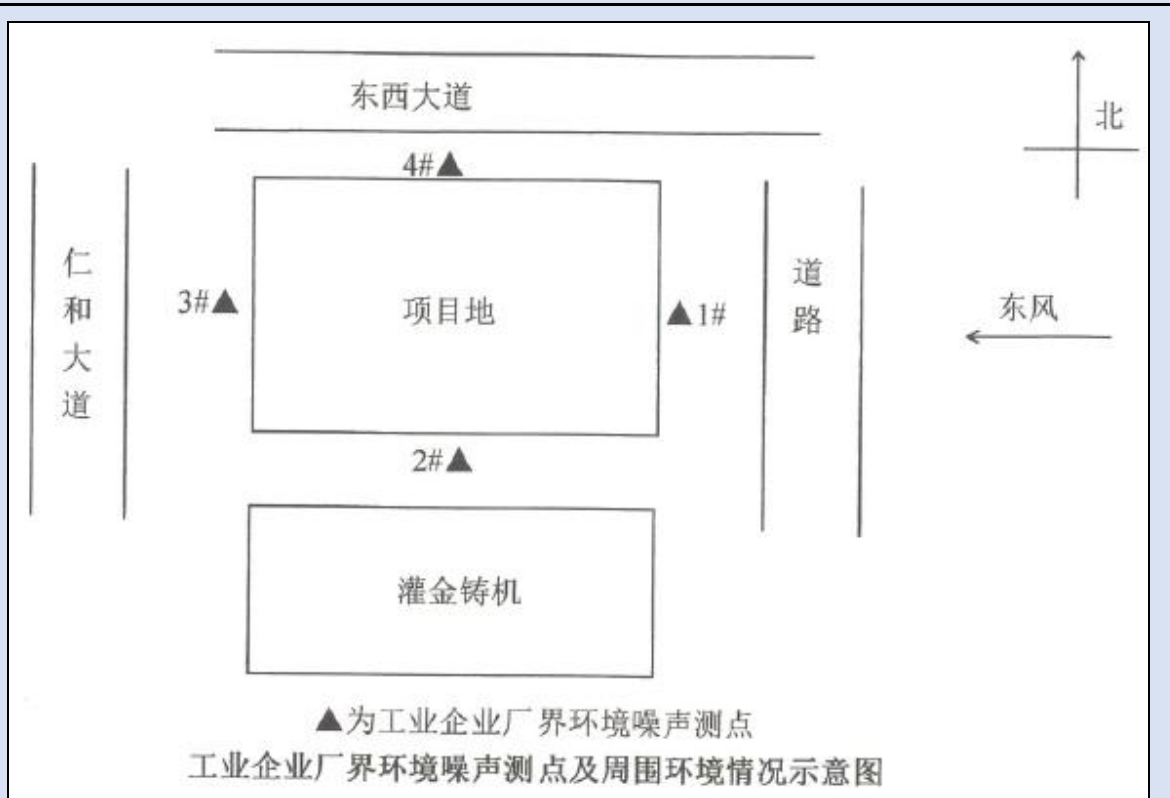 东西大道
北
4#▲
仁和大道
3#▲
项目地
▲1#
道路
东风
2#▲
灌金铸机
▲为工业企业厂界环境噪声测点
工业企业厂界环境噪声测点及周围环境情况示意图